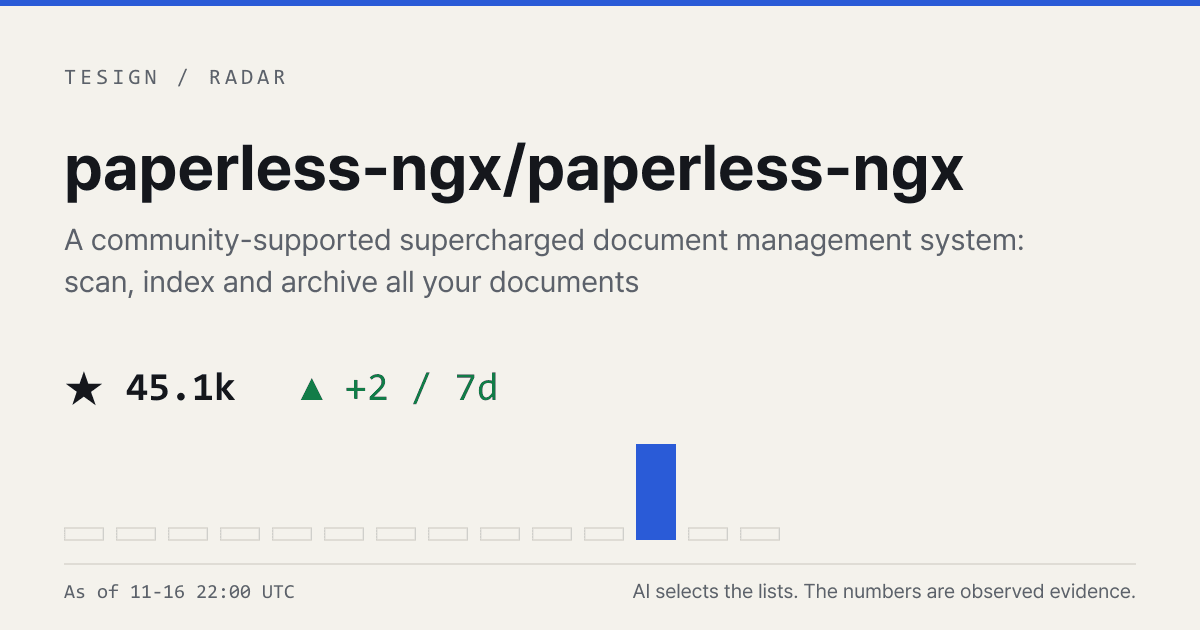 TESIGN / RADAR
paperless-ngx/paperless-ngx
A community-supported supercharged document management system:
scan, index and archive all your documents
★ 45.1k ▲ +2 / 7d
As of 11-16 22:00 UTC
AI selects the lists. The numbers are observed evidence.